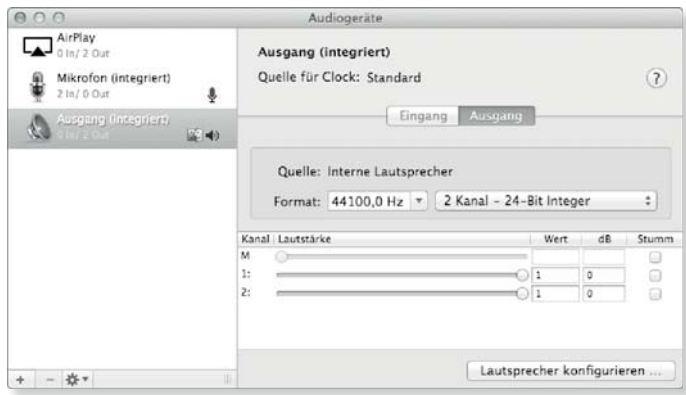 Audiogeräte
AirPlay
0 In/ 2 Out
Mikrofon (integriert)
2 In/ 0 Out
Ausgang (integriert)
0 In/ 2 Out
Ausgang (integriert)
Quelle für Clock: Standard
?
Eingang Ausgang
Quelle: Interne Lautsprecher
Format: 44100,0 Hz 2 Kanal – 24-Bit Integer
Kanal Lautstärke Wert dB Stumm
M
1: 1 0
2: 1 0
+ –
Lautsprecher konfigurieren ...